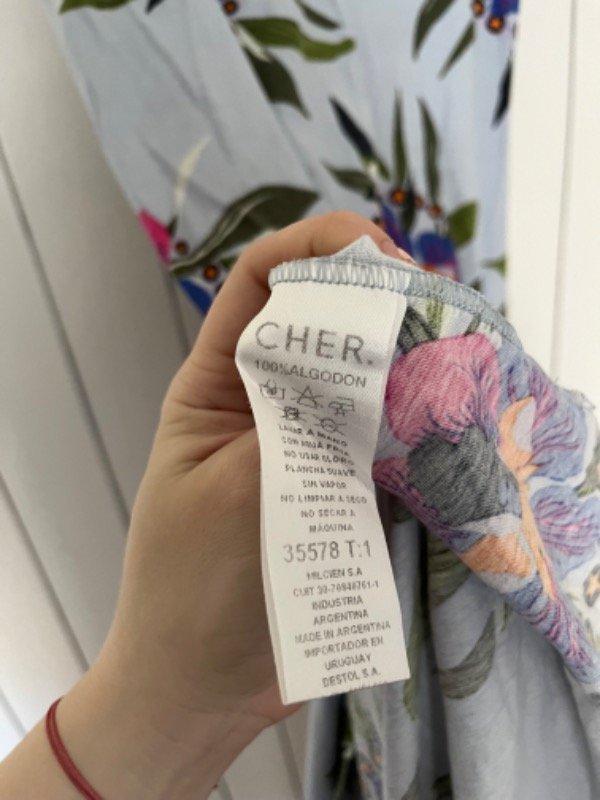 CHER.
100% ALGODON
LAVAR A MANO
CON AGUA FRIA
NO USAR CLORO
PLANCHA SUAVE
SIN VAPOR
NO LIMPIAR A SECO
NO SECAR A
MAQUINA
35578 T:1
MILCIEN S.A
INDUSTRIA
ARGENTINA
MADE IN ARGENTINA
IMPORTADOR EN
URUGUAY
DESTOL S.A.